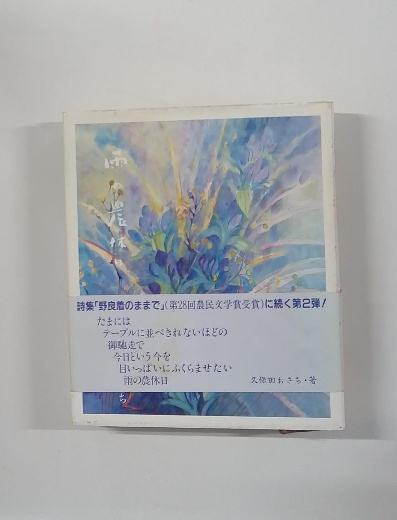 雨の農休日
詩集「野良着のままで」(第28回農民文学賞受賞)に続く第2弾!
たまには
テーブルに並べきれないほどの
御馳走で
今日という今を
目いっぱいにふくらませたい
雨の農休日
久保田あさち・著
ち